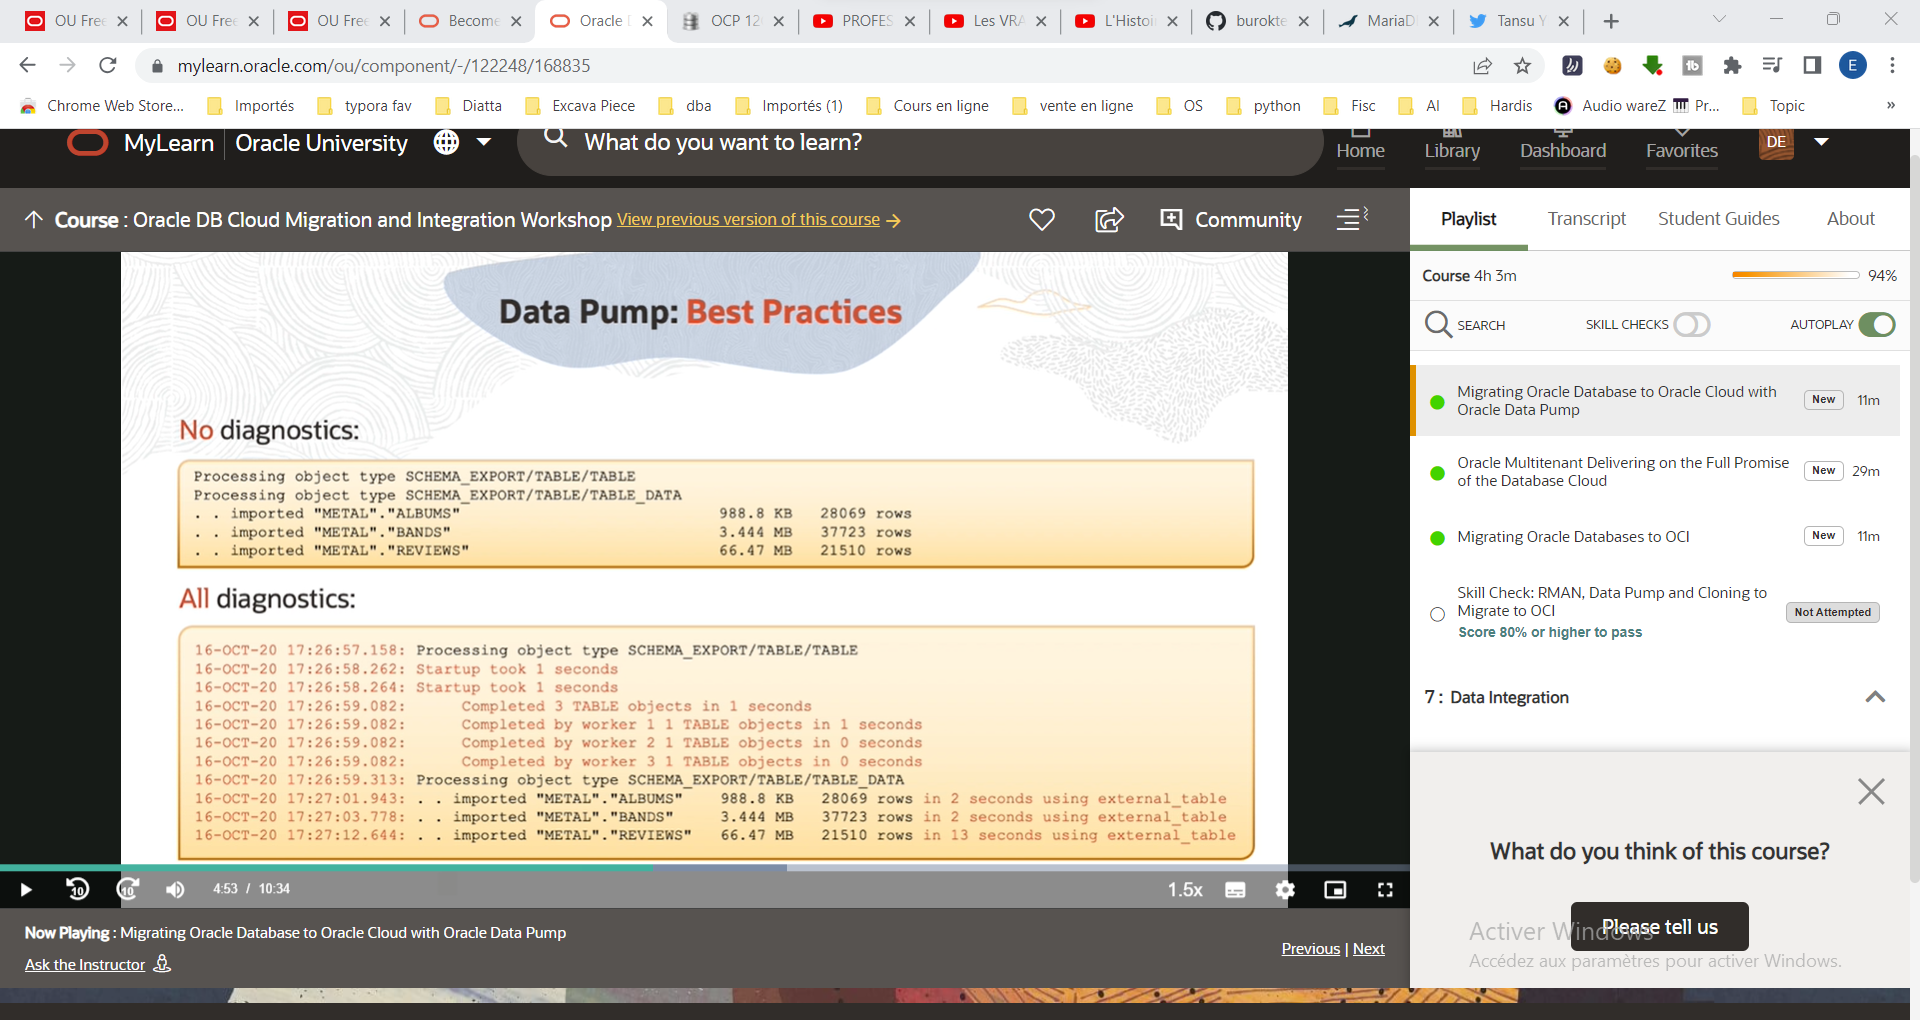 OU Free
OU Free
OU Free
Become
Oracle D
OCP 12
PROFES
Les VRA
L'Histoi
burokte
MariaD
Tansu Y
mylearn.oracle.com/ou/component/-/122248/168835
E
Chrome Web Store...
Importés
typora fav
Diatta
Excava Piece
dba
Importés (1)
Cours en ligne
vente en ligne
OS
python
Fisc
AI
Hardis
Audio wareZ
Pr...
Topic
»
MyLearn
Oracle University
What do you want to learn?
Home
Library
Dashboard
Favorites
DE
Course : Oracle DB Cloud Migration and Integration Workshop View previous version of this course →
Community
Data Pump: Best Practices
No diagnostics:
Processing object type SCHEMA_EXPORT/TABLE/TABLE
Processing object type SCHEMA_EXPORT/TABLE/TABLE_DATA
. . imported "METAL"."ALBUMS" 988.8 KB 28069 rows
. . imported "METAL"."BANDS" 3.444 MB 37723 rows
. . imported "METAL"."REVIEWS" 66.47 MB 21510 rows
All diagnostics:
16-OCT-20 17:26:57.158: Processing object type SCHEMA_EXPORT/TABLE/TABLE
16-OCT-20 17:26:58.262: Startup took 1 seconds
16-OCT-20 17:26:58.264: Startup took 1 seconds
16-OCT-20 17:26:59.082: Completed 3 TABLE objects in 1 seconds
16-OCT-20 17:26:59.082: Completed by worker 1 1 TABLE objects in 1 seconds
16-OCT-20 17:26:59.082: Completed by worker 2 1 TABLE objects in 0 seconds
16-OCT-20 17:26:59.082: Completed by worker 3 1 TABLE objects in 0 seconds
16-OCT-20 17:26:59.313: Processing object type SCHEMA_EXPORT/TABLE/TABLE_DATA
16-OCT-20 17:27:01.943: . . imported "METAL"."ALBUMS" 988.8 KB 28069 rows in 2 seconds using external_table
16-OCT-20 17:27:03.778: . . imported "METAL"."BANDS" 3.444 MB 37723 rows in 2 seconds using external_table
16-OCT-20 17:27:12.644: . . imported "METAL"."REVIEWS" 66.47 MB 21510 rows in 13 seconds using external_table
10
10
4:53 / 10:34
1.5x
Now Playing : Migrating Oracle Database to Oracle Cloud with Oracle Data Pump
Ask the Instructor
Previous | Next
Playlist
Transcript
Student Guides
About
Course 4h 3m
94%
SEARCH
SKILL CHECKS
AUTOPLAY
Migrating Oracle Database to Oracle Cloud with
Oracle Data Pump
New
11m
Oracle Multitenant Delivering on the Full Promise
of the Database Cloud
New
29m
Migrating Oracle Databases to OCI
New
11m
Skill Check: RMAN, Data Pump and Cloning to
Migrate to OCI
Score 80% or higher to pass
Not Attempted
7 : Data Integration
What do you think of this course?
Please tell us
Activer Windows
Accédez aux paramètres pour activer Windows.